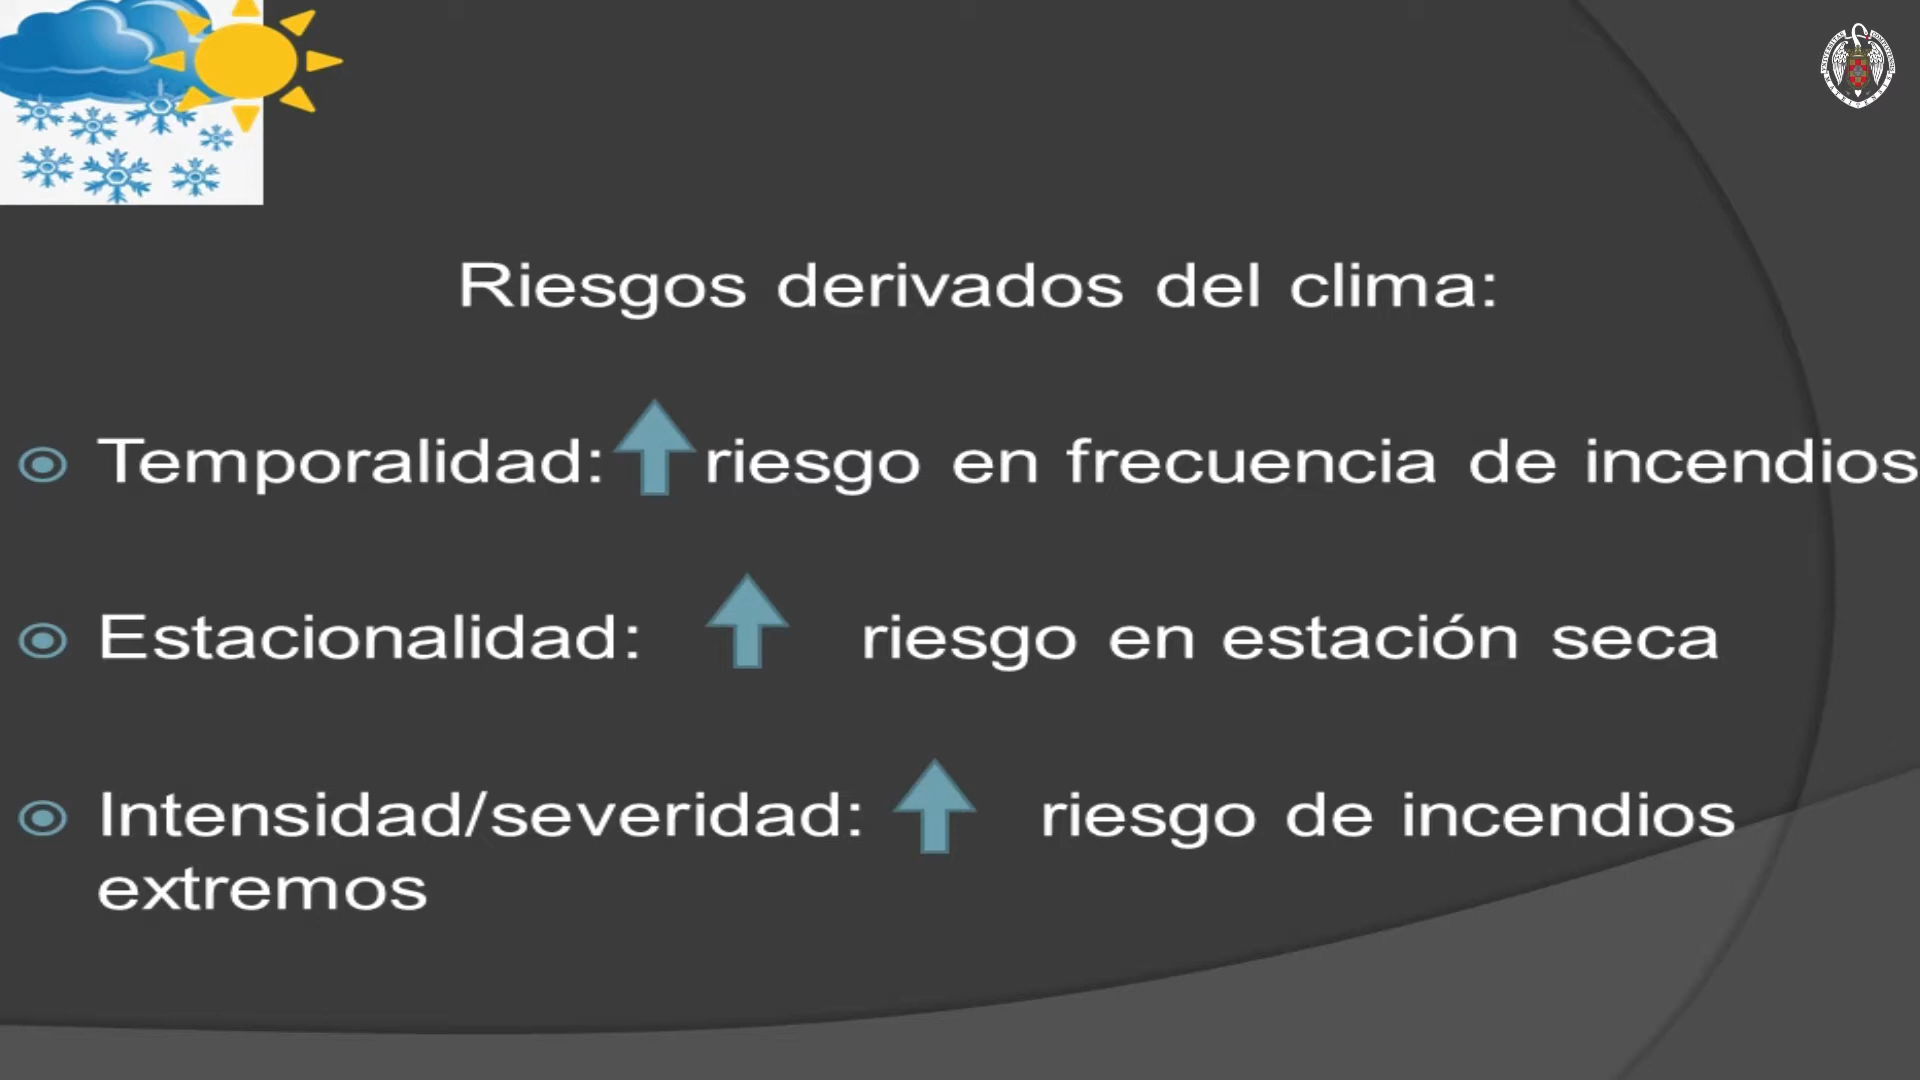 Riesgos derivados del clima:
Temporalidad: riesgo en frecuencia de incendios
Estacionalidad: riesgo en estación seca
Intensidad/severidad: riesgo de incendios
extremos